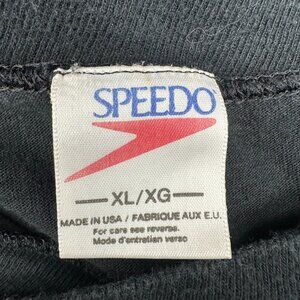 SPEEDO
XL/XG
MADE IN USA / FABRIQUE AUX E.U.
For care see reverse.
Mode d'entretien verso